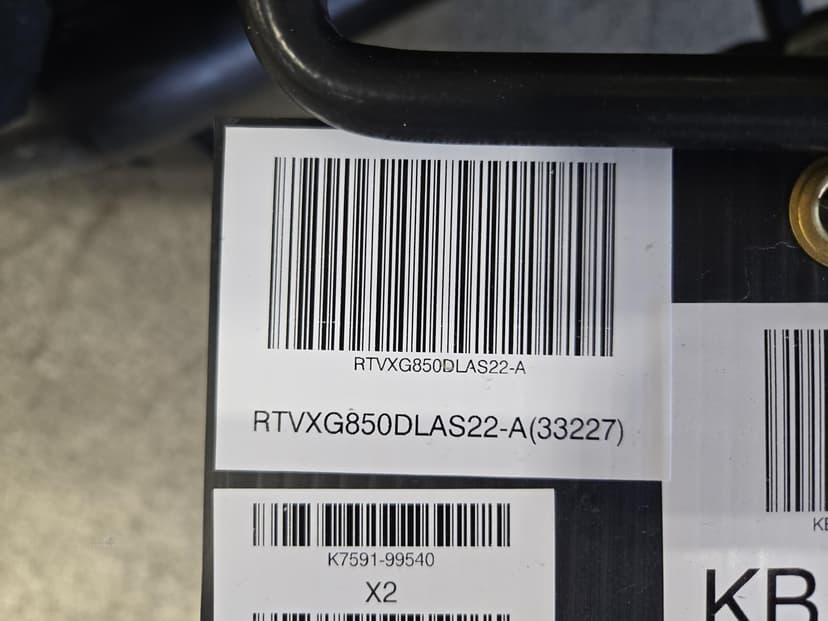 RTVXG850DLAS22-A
RTVXG850DLAS22-A(33227)
K7591-99540
X2
KB